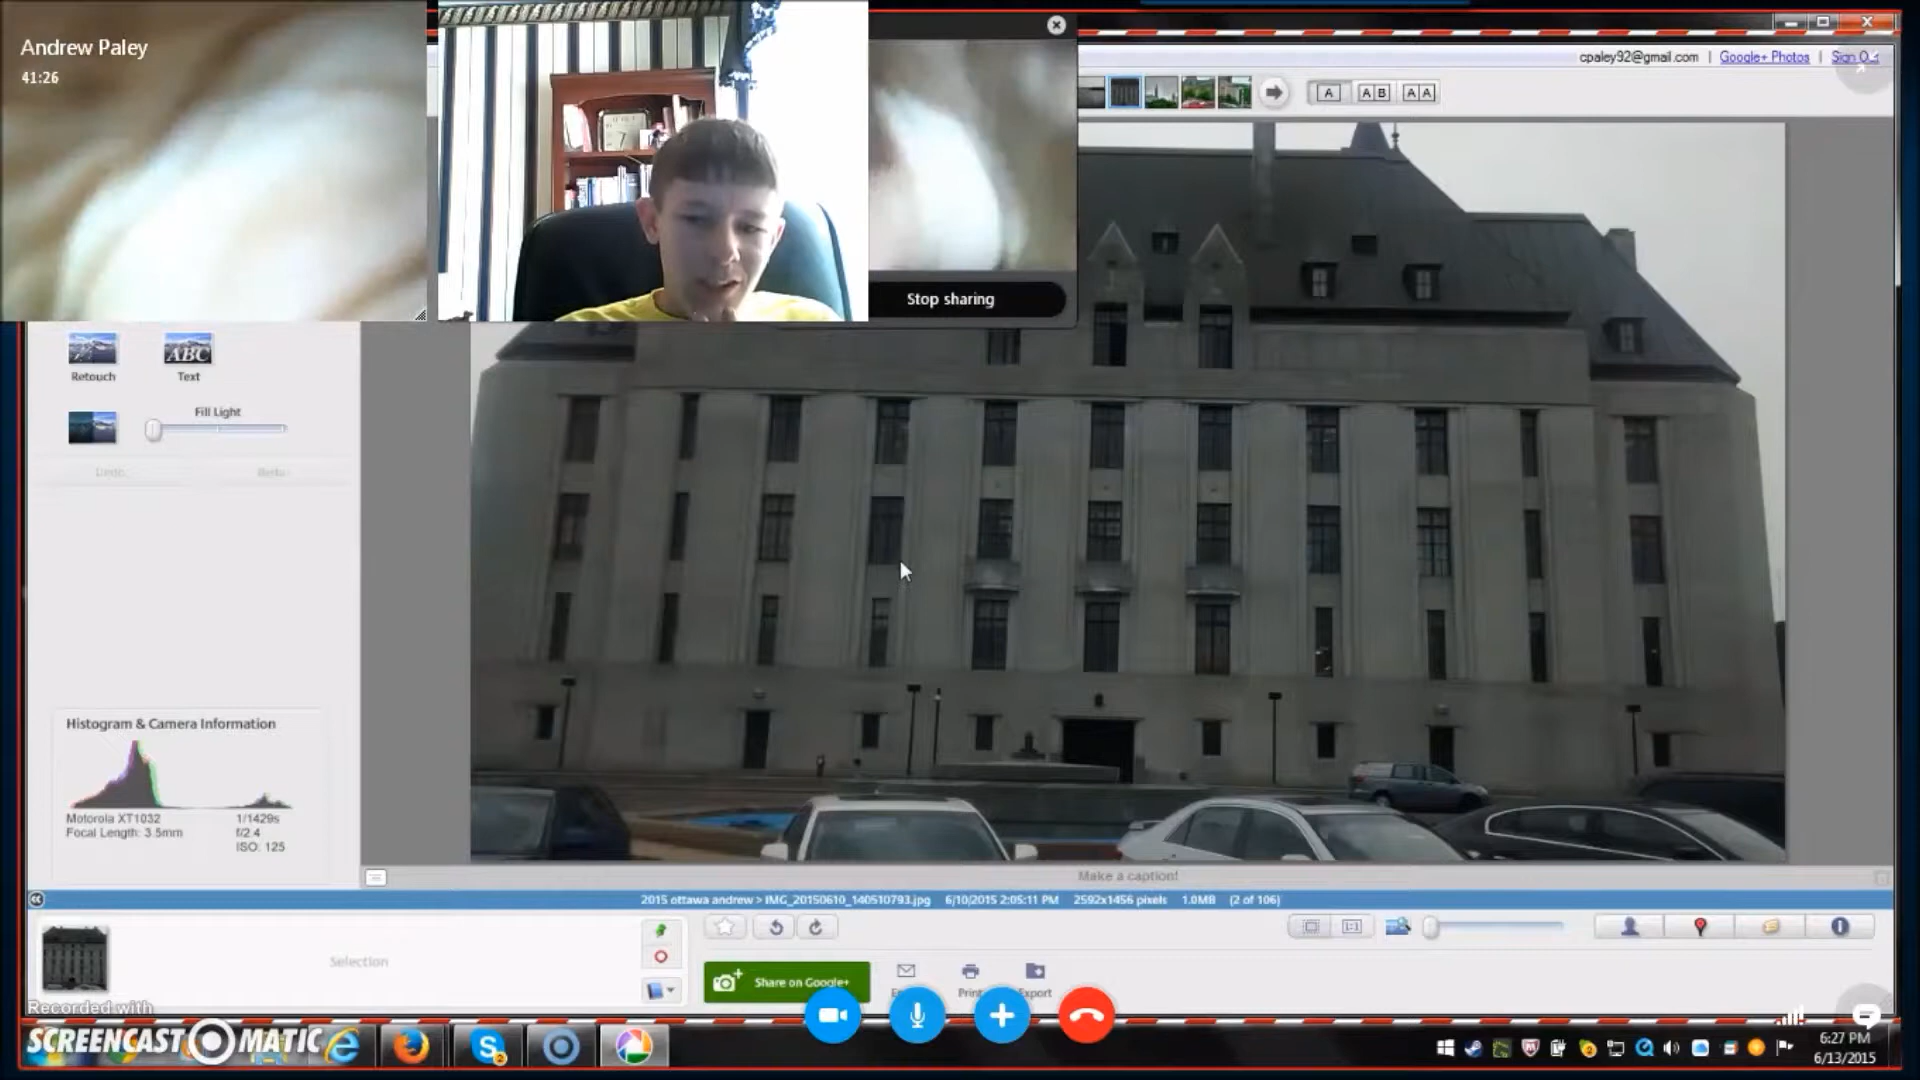 Andrew Paley
41:26
cpaley92@gmail.com | Google+ Photos |
Stop sharing
A
A B
A A
Retouch
Text
ABC
Fill Light
Undo
Redo
Histogram & Camera Information
Motorola XT1032
Focal Length: 3.5mm
1/1429s
f/2.4
ISO: 125
Make a caption!
2015 ottawa andrew > IMG_20150610_140510793.jpg 6/10/2015 2:05:11 PM 2592x1456 pixels 1.0MB (2 of 106)
Selection
Share on Google+
Print
Export
Recorded with
SCREENCAST MATIC
6:27 PM
6/13/2015